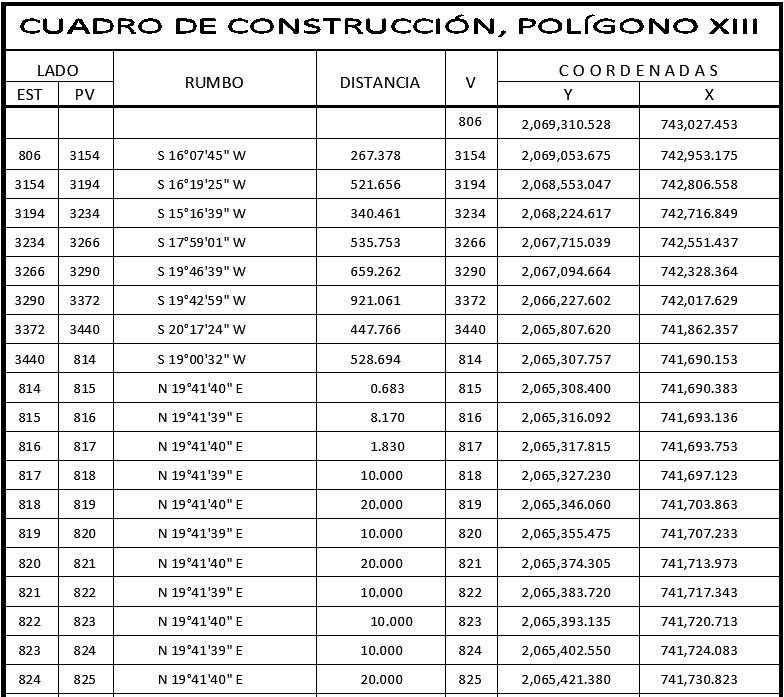 CUADRO DE CONSTRUCCIÓN, POLÍGONO XIII
LADO RUMBO DISTANCIA V COORDENADAS
EST PV Y X
806 2,069,310.528 743,027.453
806 3154 S 16°07'45" W 267.378 3154 2,069,053.675 742,953.175
3154 3194 S 16°19'25" W 521.656 3194 2,068,553.047 742,806.558
3194 3234 S 15°16'39" W 340.461 3234 2,068,224.617 742,716.849
3234 3266 S 17°59'01" W 535.753 3266 2,067,715.039 742,551.437
3266 3290 S 19°46'39" W 659.262 3290 2,067,094.664 742,328.364
3290 3372 S 19°42'59" W 921.061 3372 2,066,227.602 742,017.629
3372 3440 S 20°17'24" W 447.766 3440 2,065,807.620 741,862.357
3440 814 S 19°00'32" W 528.694 814 2,065,307.757 741,690.153
814 815 N 19°41'40" E 0.683 815 2,065,308.400 741,690.383
815 816 N 19°41'39" E 8.170 816 2,065,316.092 741,693.136
816 817 N 19°41'40" E 1.830 817 2,065,317.815 741,693.753
817 818 N 19°41'39" E 10.000 818 2,065,327.230 741,697.123
818 819 N 19°41'40" E 20.000 819 2,065,346.060 741,703.863
819 820 N 19°41'39" E 10.000 820 2,065,355.475 741,707.233
820 821 N 19°41'40" E 20.000 821 2,065,374.305 741,713.973
821 822 N 19°41'39" E 10.000 822 2,065,383.720 741,717.343
822 823 N 19°41'40" E 10.000 823 2,065,393.135 741,720.713
823 824 N 19°41'39" E 10.000 824 2,065,402.550 741,724.083
824 825 N 19°41'40" E 20.000 825 2,065,421.380 741,730.823